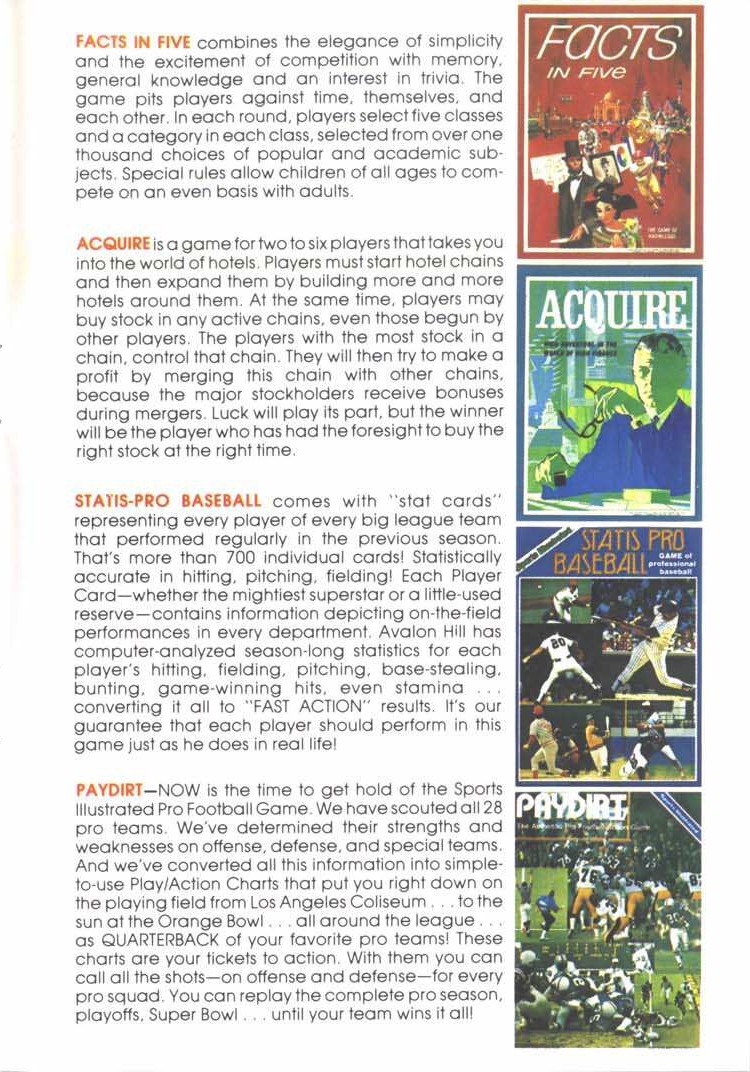 FACTS IN FIVE combines the elegance of simplicity
and the excitement of competition with memory,
general knowledge and an interest in trivia. The
game pits players against time, themselves, and
each other. In each round, players select five classes
and a category in each class, selected from over one
thousand choices of popular and academic sub-
jects. Special rules allow children of all ages to com-
pete on an even basis with adults.
FACTS
IN FIVE
THE GAME OF
KNOWLEDGE
ACQUIRE is a game for two to six players that takes you
into the world of hotels. Players must start hotel chains
and then expand them by building more and more
hotels around them. At the same time, players may
buy stock in any active chains, even those begun by
other players. The players with the most stock in a
chain, control that chain. They will then try to make a
profit by merging this chain with other chains,
because the major stockholders receive bonuses
during mergers. Luck will play its part, but the winner
will be the player who has had the foresight to buy the
right stock at the right time.
ACQUIRE
HIGH ADVENTURE IN THE
WORLD OF HIGH FINANCE
STATIS-PRO BASEBALL comes with "stat cards"
representing every player of every big league team
that performed regularly in the previous season.
That's more than 700 individual cards! Statistically
accurate in hitting, pitching, fielding! Each Player
Card—whether the mightiest superstar or a little-used
reserve—contains information depicting on-the-field
performances in every department. Avalon Hill has
computer-analyzed season-long statistics for each
player's hitting, fielding, pitching, base-stealing,
bunting, game-winning hits, even stamina . . .
converting it all to "FAST ACTION" results. It's our
guarantee that each player should perform in this
game just as he does in real life!
Sports Illustrated
STATIS PRO
BASEBALL
GAME of
professional
baseball
20
PAYDIRT—NOW is the time to get hold of the Sports
Illustrated Pro Football Game. We have scouted all 28
pro teams. We've determined their strengths and
weaknesses on offense, defense, and special teams.
And we've converted all this information into simple-
to-use Play/Action Charts that put you right down on
the playing field from Los Angeles Coliseum . . . to the
sun at the Orange Bowl . . . all around the league . . .
as QUARTERBACK of your favorite pro teams! These
charts are your tickets to action. With them you can
call all the shots—on offense and defense—for every
pro squad. You can replay the complete pro season,
playoffs, Super Bowl . . . until your team wins it all!
PAYDIRT
Sports Illustrated
76